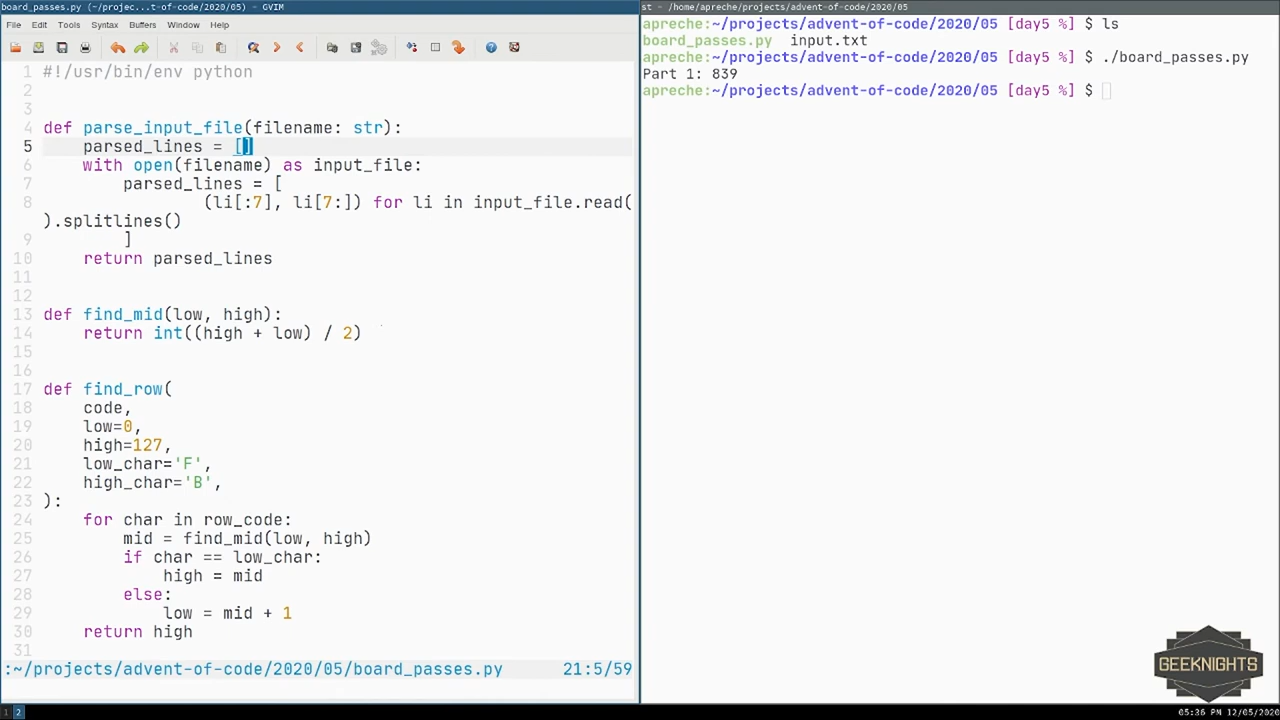 board_passes.py (~/projec...t-of-code/2020/05) - GVIM
File Edit Tools Syntax Buffers Window Help
1 #!/usr/bin/env python
2
3
4 def parse_input_file(filename: str):
5     parsed_lines = []
6     with open(filename) as input_file:
7         parsed_lines = [
8                 (li[:7], li[7:]) for li in input_file.read(
).splitlines()
9         ]
10     return parsed_lines
11
12
13 def find_mid(low, high):
14     return int((high + low) / 2)
15
16
17 def find_row(
18     code,
19     low=0,
20     high=127,
21     low_char='F',
22     high_char='B',
23 ):
24     for char in row_code:
25         mid = find_mid(low, high)
26         if char == low_char:
27             high = mid
28         else:
29             low = mid + 1
30     return high
31
:~/projects/advent-of-code/2020/05/board_passes.py 21:5/59
st - /home/apreche/projects/advent-of-code/2020/05
apreche:~/projects/advent-of-code/2020/05 [day5 %] $ ls
board_passes.py  input.txt
apreche:~/projects/advent-of-code/2020/05 [day5 %] $ ./board_passes.py
Part 1: 839
apreche:~/projects/advent-of-code/2020/05 [day5 %] $
GEEKNIGHTS
1 2
05:36 PM 12/05/2020